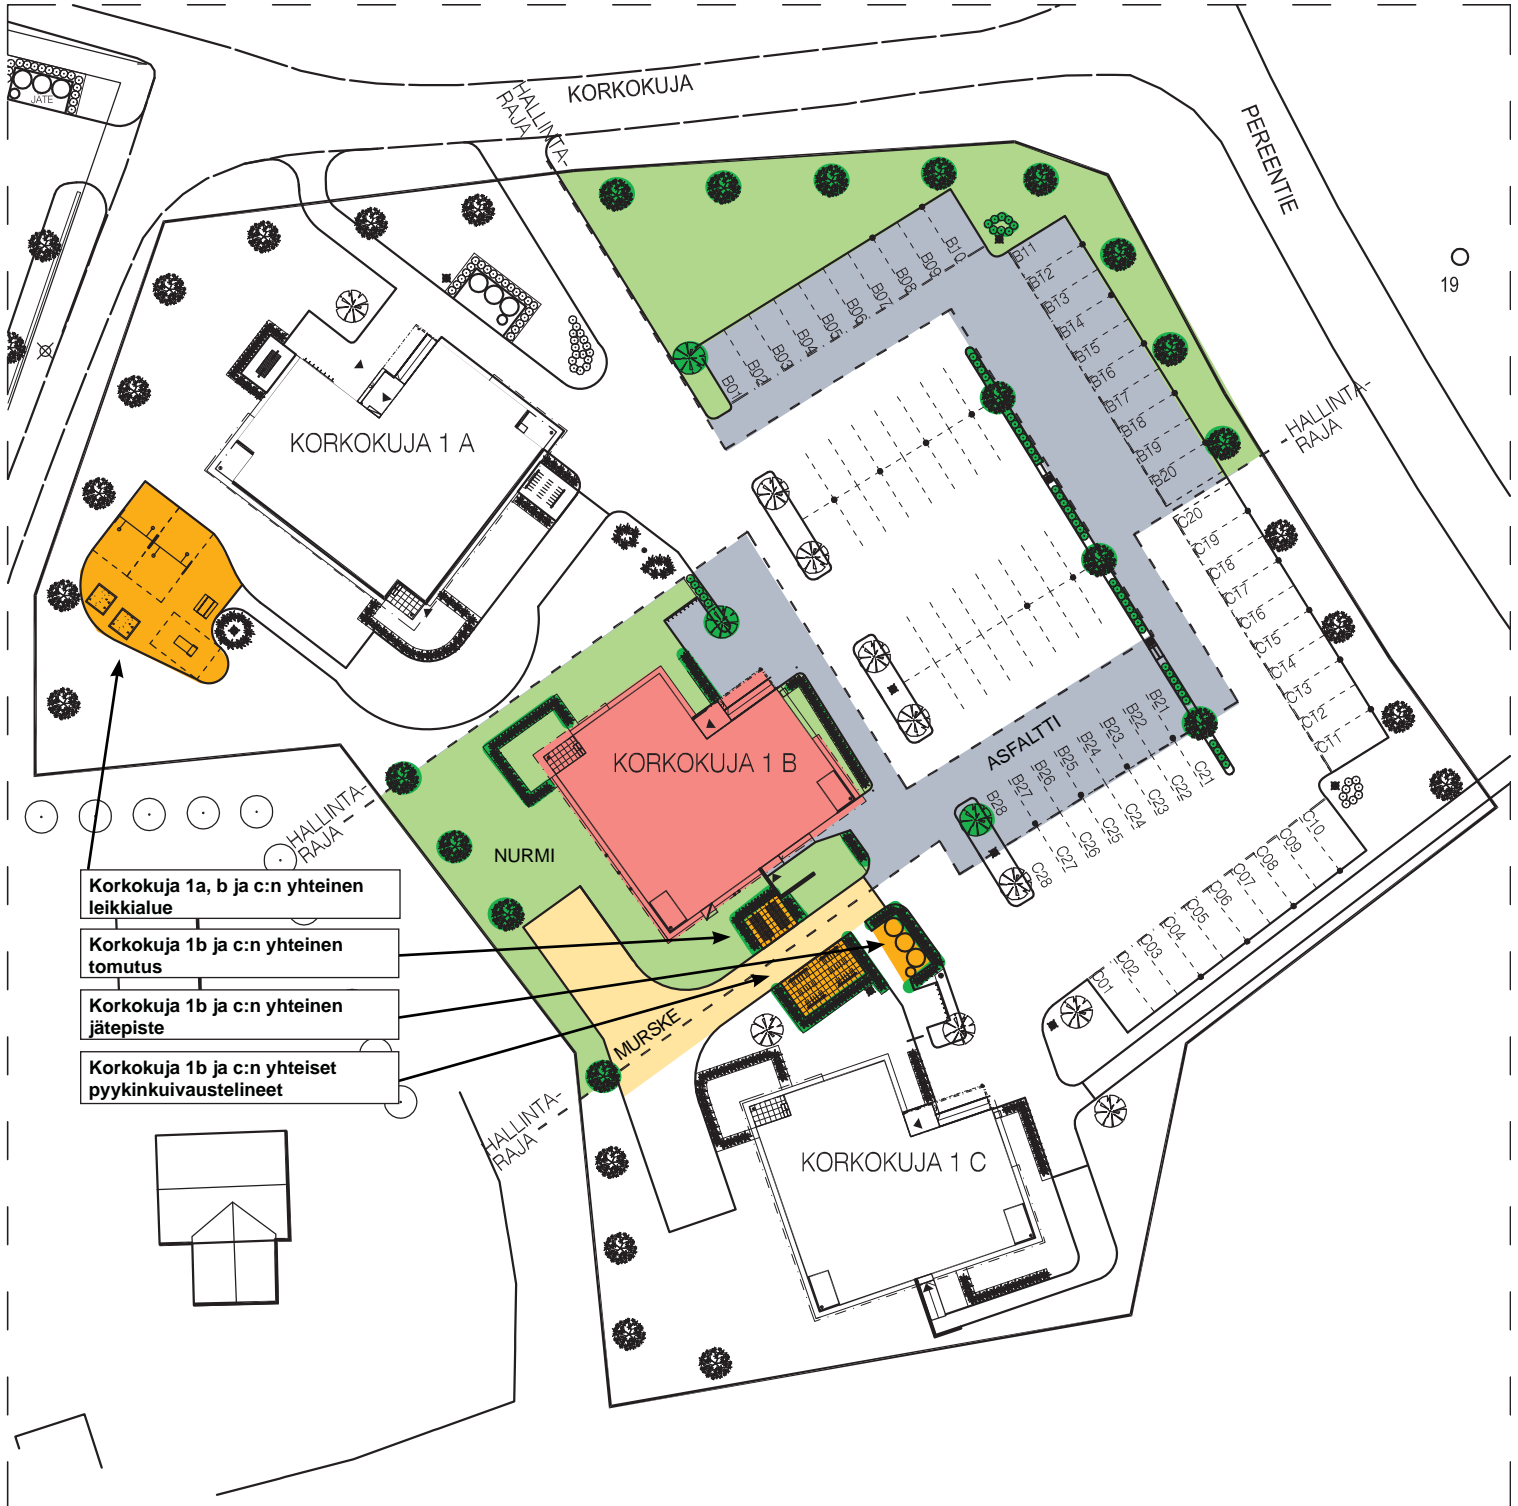 KORKOKUJA
HALLINTA-
RAJA
JÄTE
PEREENTIE
19
B01
B02
B03
B04
B05
B06
B07
B08
B09
B10
B11
B12
B13
B14
B15
B16
B17
B18
B19
B20
HALLINTA-
RAJA
KORKOKUJA 1 A
C20
C19
C18
C17
C16
C15
C14
C13
C12
C11
KORKOKUJA 1 B
ASFALTTI
B21
B22
B23
B24
B25
B26
B27
B28
C21
C22
C23
C24
C25
C26
C27
C28
C10
C09
C08
C07
C06
C05
C04
C03
C02
C01
HALLINTA-
RAJA
NURMI
Korkokuja 1a, b ja c:n yhteinen
leikkialue
Korkokuja 1b ja c:n yhteinen
tomutus
Korkokuja 1b ja c:n yhteinen
jätepiste
Korkokuja 1b ja c:n yhteiset
pyykinkuivaustelineet
MURSKE
HALLINTA-
RAJA
KORKOKUJA 1 C